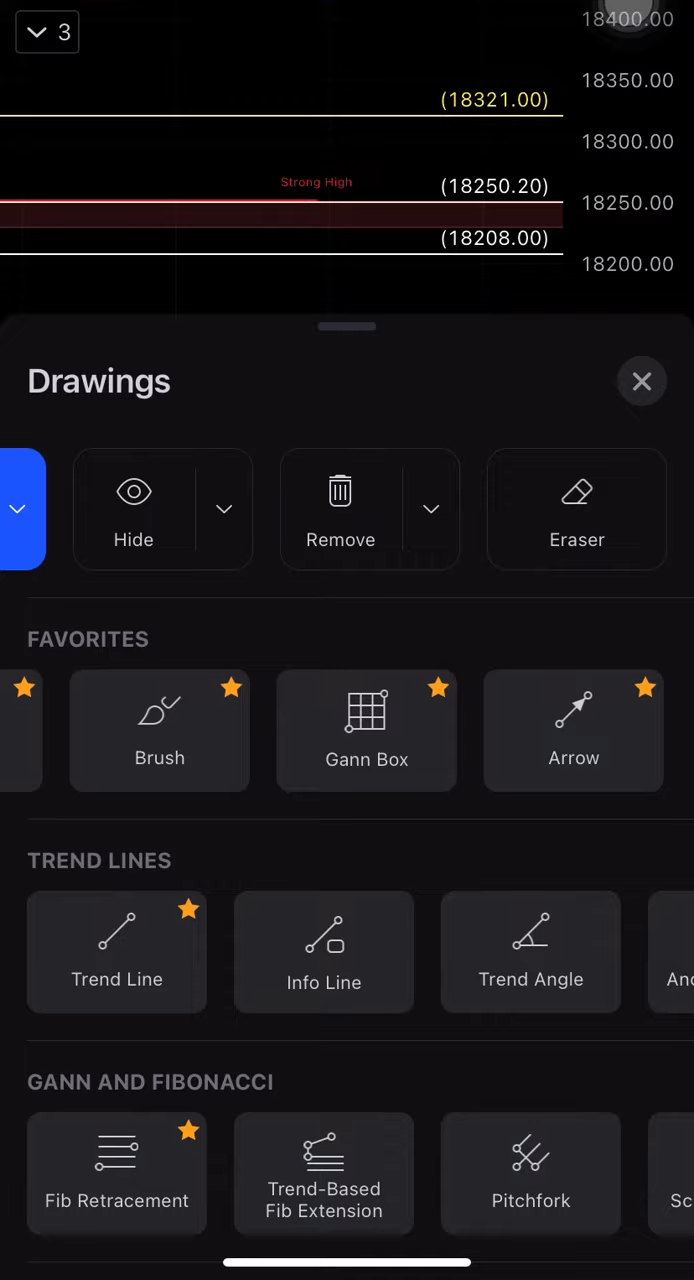 3
18400.00
18350.00
(18321.00)
18300.00
Strong High
(18250.20)
18250.00
(18208.00)
18200.00
Drawings
Hide
Remove
Eraser
FAVORITES
Brush
Gann Box
Arrow
TREND LINES
Trend Line
Info Line
Trend Angle
GANN AND FIBONACCI
Fib Retracement
Trend-Based
Fib Extension
Pitchfork